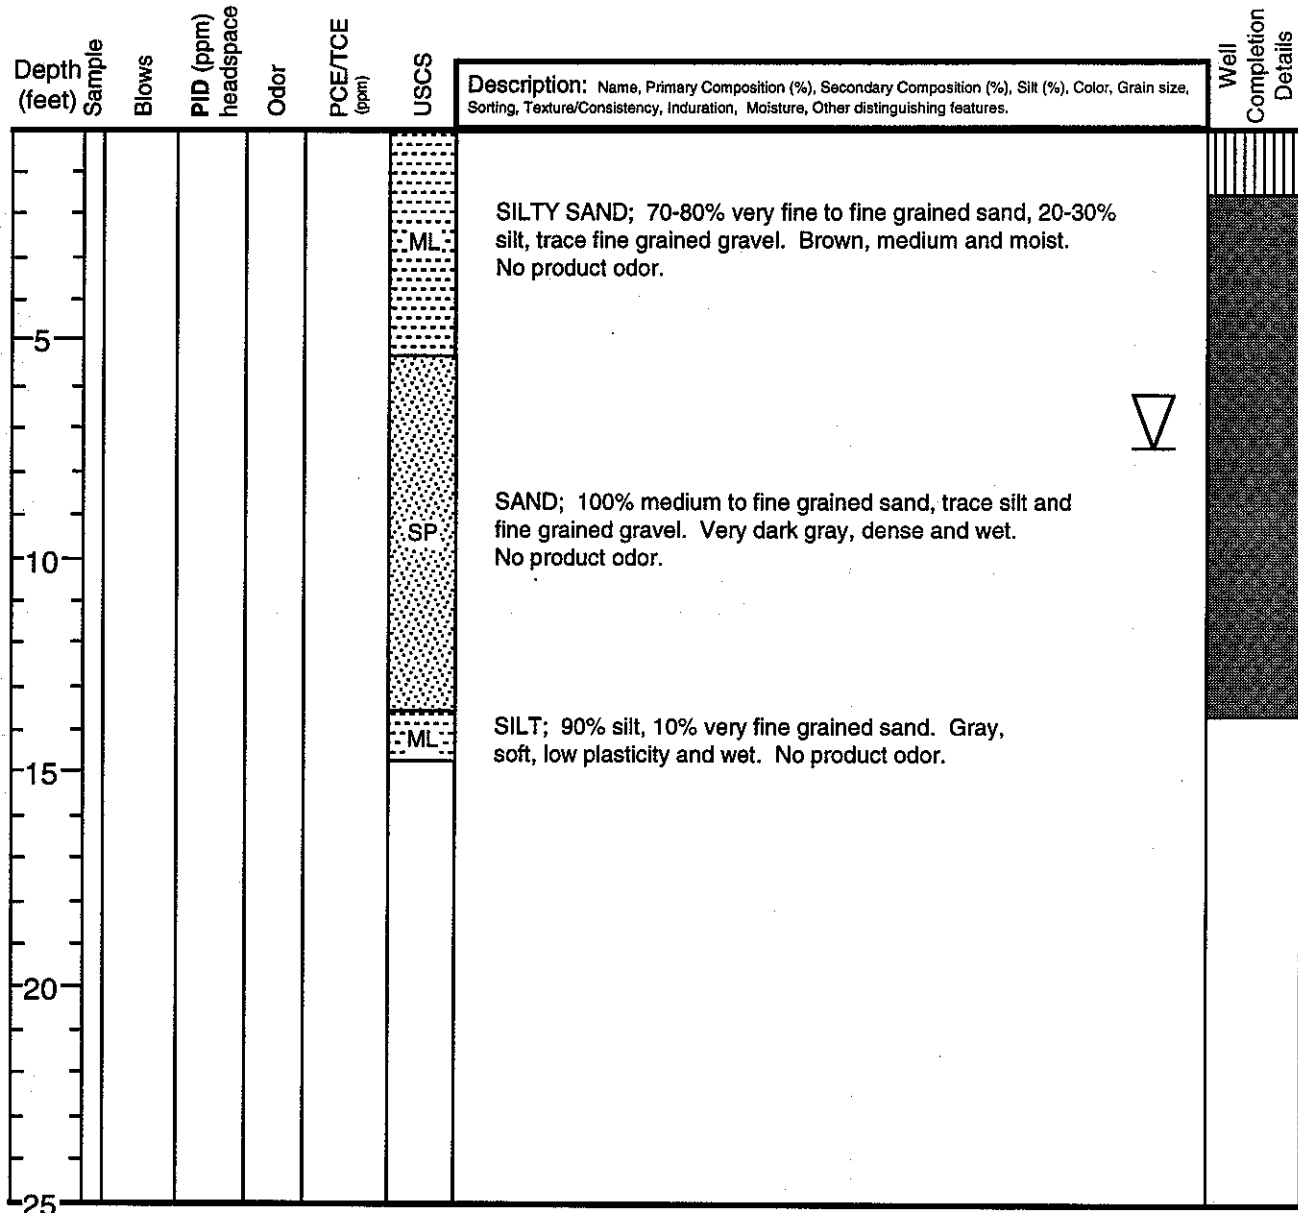 Depth
(feet)
Sample
Blows
PID (ppm)
headspace
Odor
PCE/TCE
(ppm)
USCS
Description: Name, Primary Composition (%), Secondary Composition (%), Silt (%), Color, Grain size,
Sorting, Texture/Consistency, Induration, Moisture, Other distinguishing features.
Well
Completion
Details
SILTY SAND; 70-80% very fine to fine grained sand, 20-30%
silt, trace fine grained gravel. Brown, medium and moist.
No product odor.
ML
5
SAND; 100% medium to fine grained sand, trace silt and
fine grained gravel. Very dark gray, dense and wet.
No product odor.
SP
10
SILT; 90% silt, 10% very fine grained sand. Gray,
soft, low plasticity and wet. No product odor.
ML
15
20
25